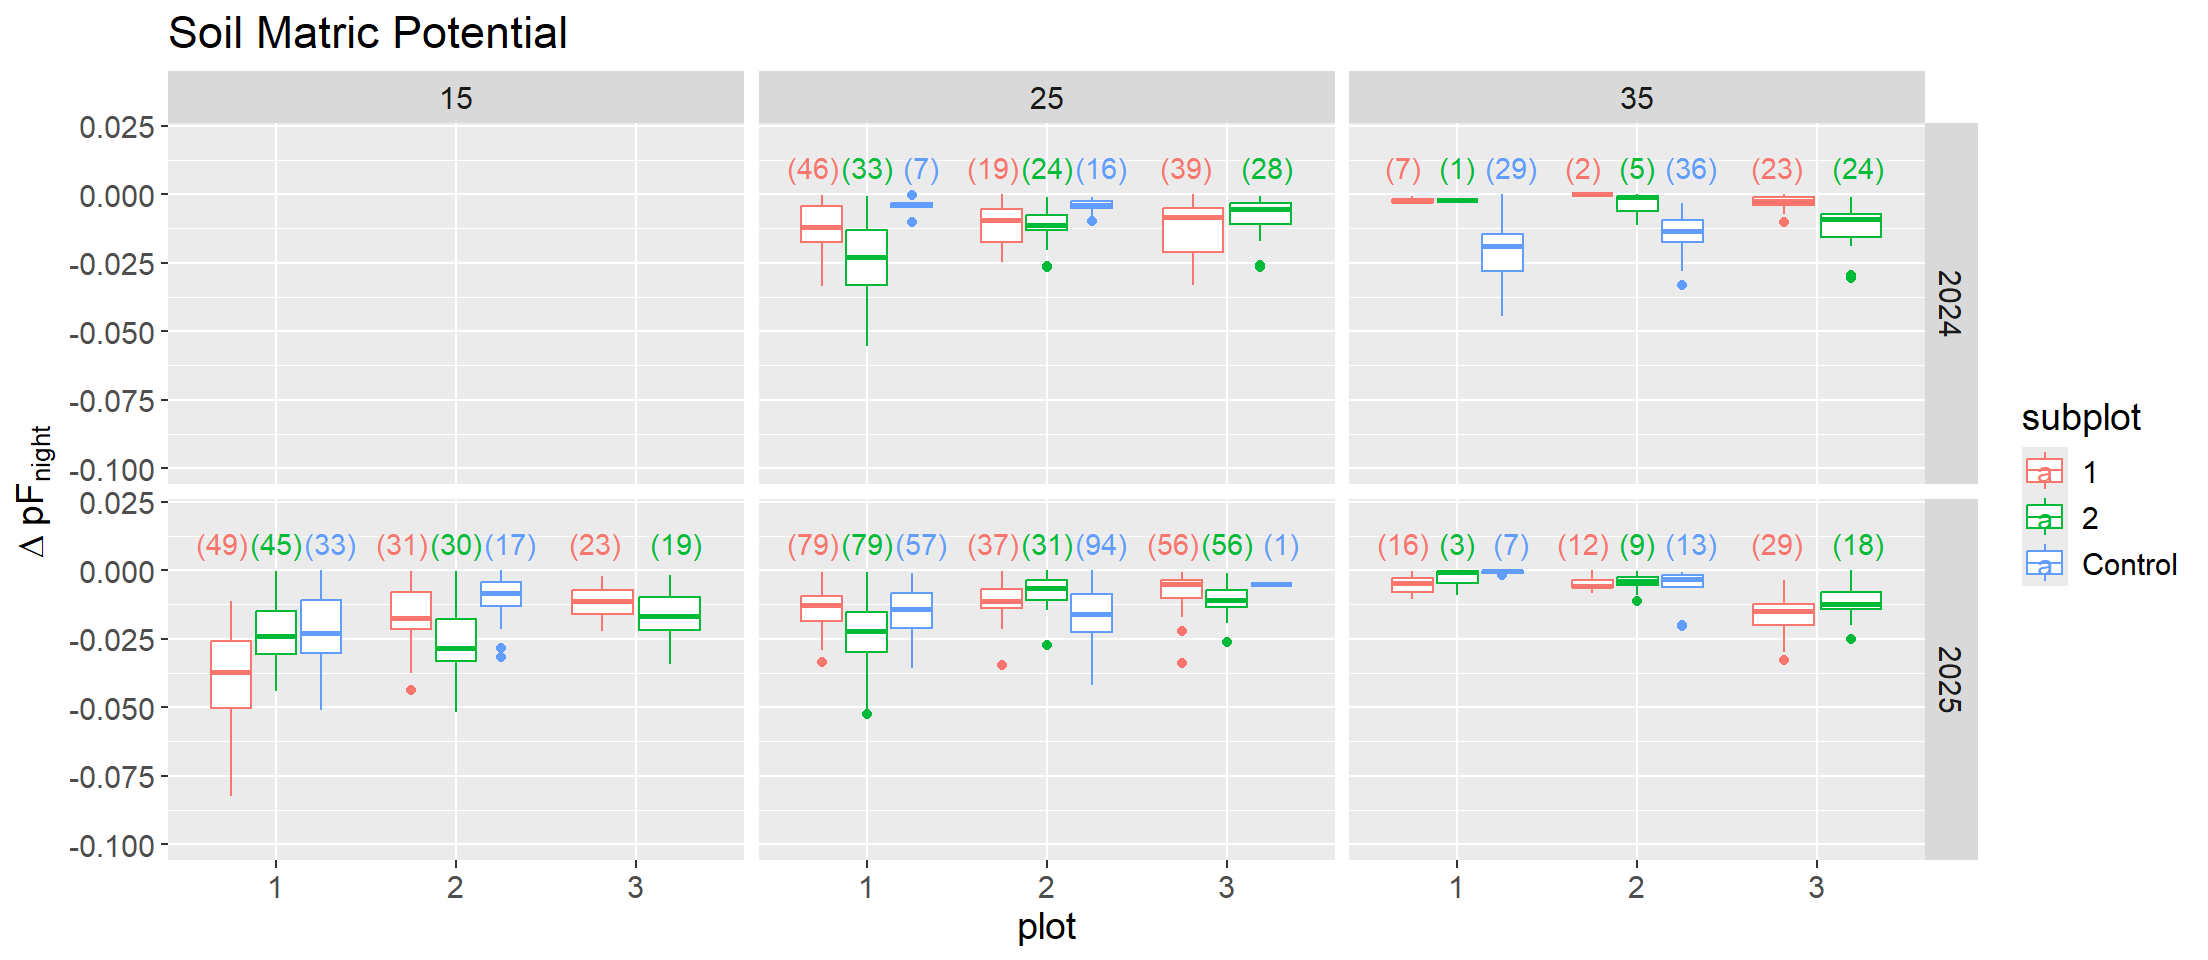 Soil Matric Potential
15 25 35
0.025
(46) (33) (7) (19) (24) (16) (39) (28) (7) (1) (29) (2) (5) (36) (23) (24)
0.000
-0.025
-0.050
-0.075
-0.100
2024
0.025
(49) (45) (33) (31) (30) (17) (23) (19) (79) (79) (57) (37) (31) (94) (56) (56) (1) (16) (3) (7) (12) (9) (13) (29) (18)
0.000
-0.025
-0.050
-0.075
-0.100
2025
1 2 3 1 2 3 1 2 3
plot
Δ pFnight
subplot
a 1
a 2
a Control